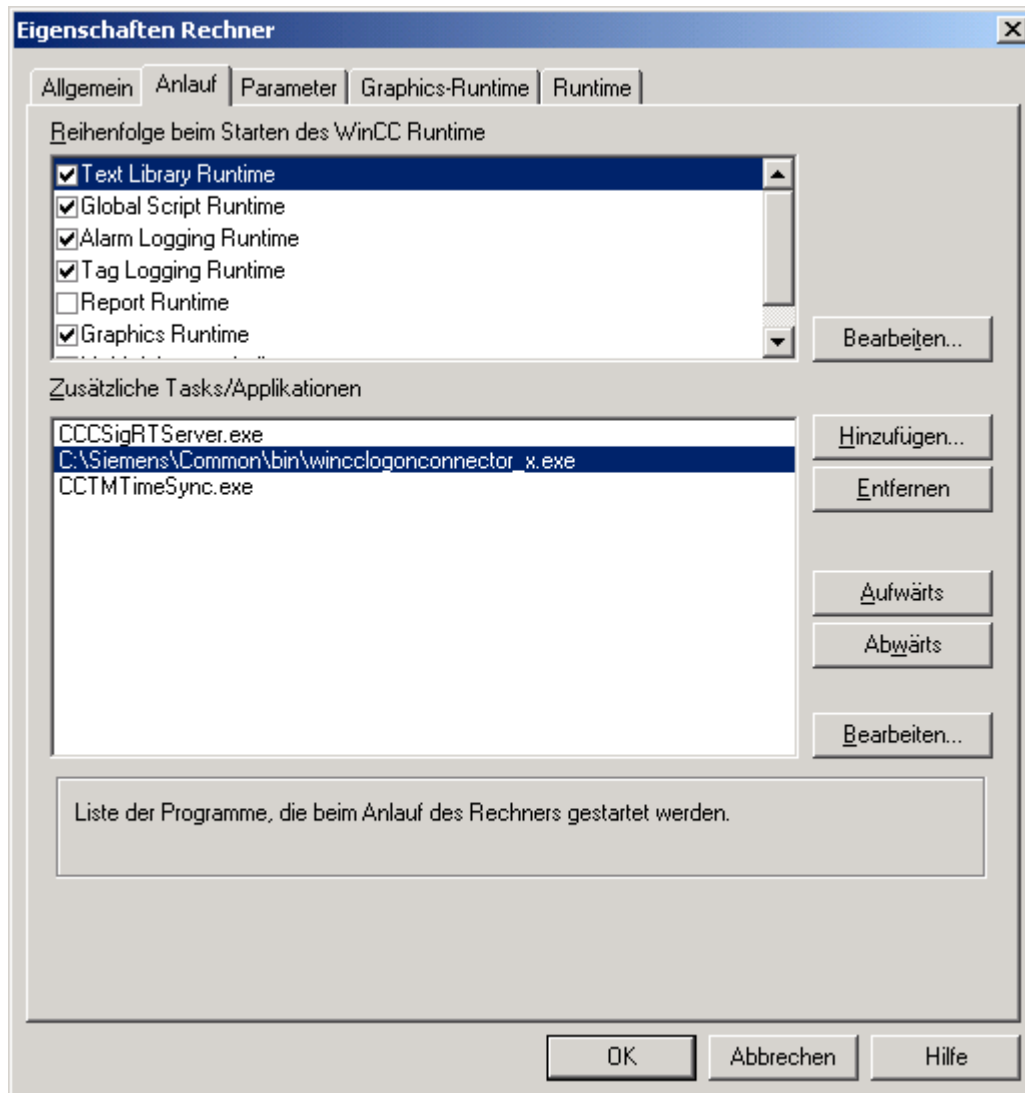 Eigenschaften Rechner
Allgemein Anlauf Parameter Graphics-Runtime Runtime
Reihenfolge beim Starten des WinCC Runtime
Text Library Runtime
Global Script Runtime
Alarm Logging Runtime
Tag Logging Runtime
Report Runtime
Graphics Runtime
Bearbeiten...
Zusätzliche Tasks/Applikationen
CCCSigRTServer.exe
C:\Siemens\Common\bin\wincclogonconnector_x.exe
CCTMTimeSync.exe
Hinzufügen...
Entfernen
Aufwärts
Abwärts
Bearbeiten...
Liste der Programme, die beim Anlauf des Rechners gestartet werden.
OK Abbrechen Hilfe